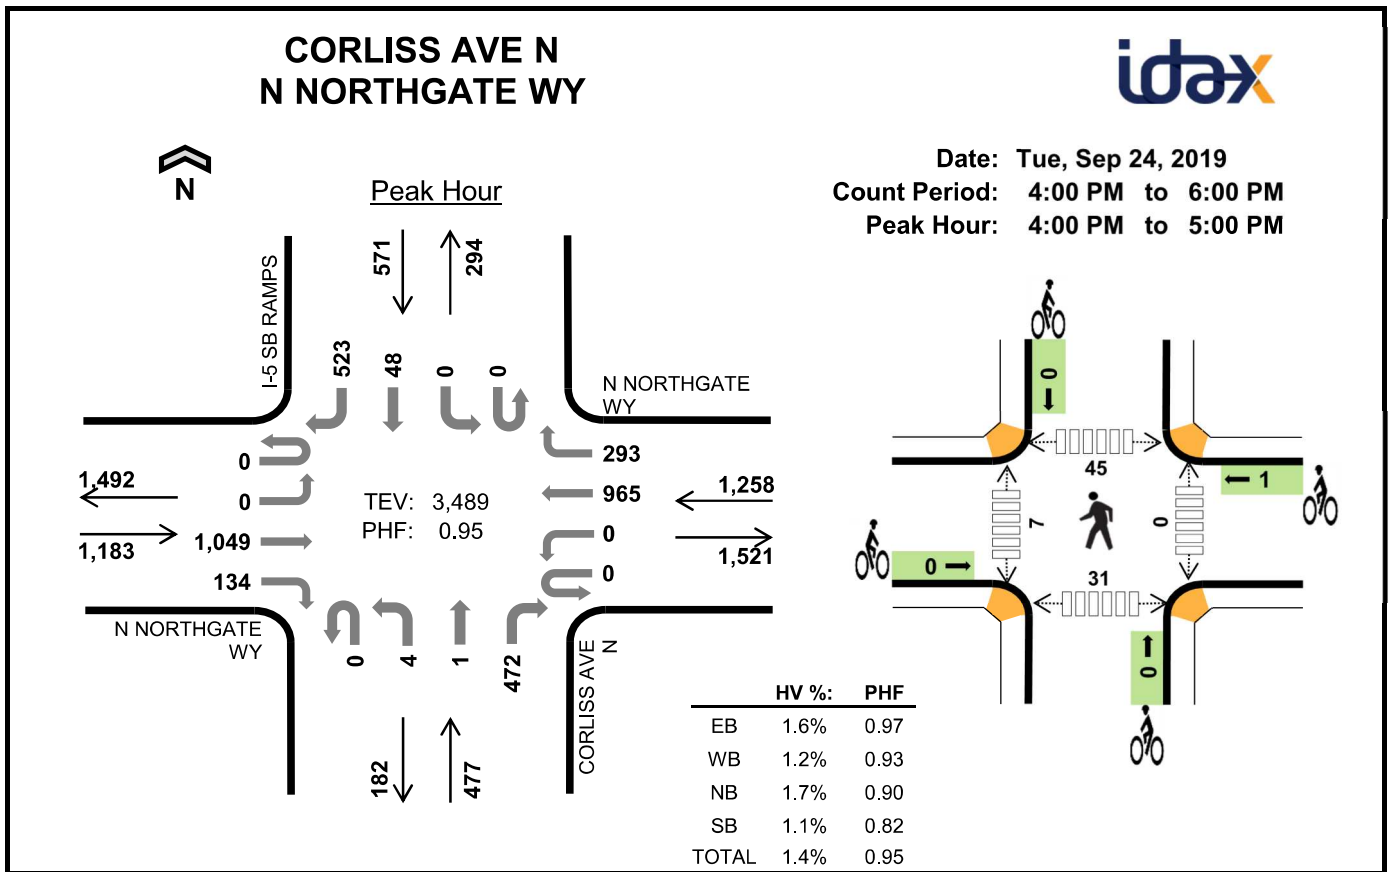 CORLISS AVE N
N NORTHGATE WY
idax
Date: Tue, Sep 24, 2019
Count Period: 4:00 PM to 6:00 PM
Peak Hour: 4:00 PM to 5:00 PM
N
Peak Hour
I-5 SB RAMPS
571
294
523
48
0
0
N NORTHGATE
WY
0
0
1,049
134
1,492
1,183
TEV: 3,489
PHF: 0.95
293
965
0
0
1,258
1,521
N NORTHGATE
WY
0
4
1
472
CORLISS AVE
N
182
477
0
45
1
7
0
0
31
0
HV %: PHF
EB 1.6% 0.97
WB 1.2% 0.93
NB 1.7% 0.90
SB 1.1% 0.82
TOTAL 1.4% 0.95